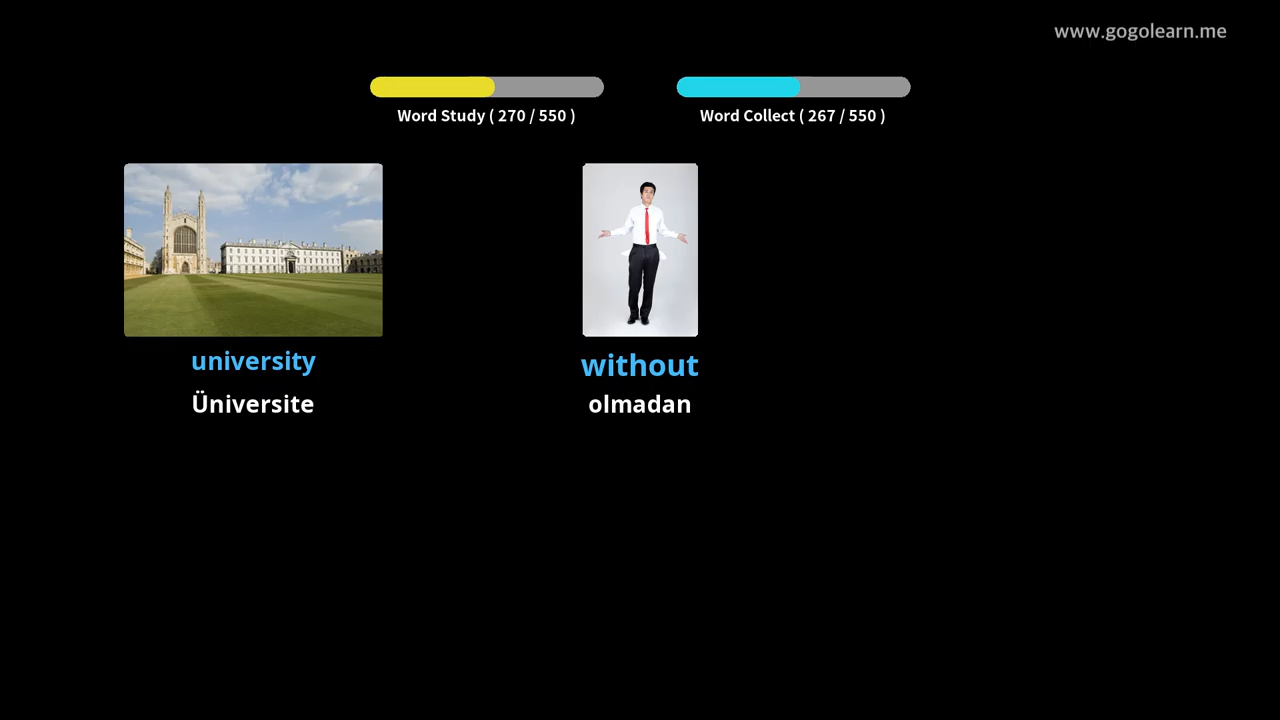 www.gogolearn.me
Word Study ( 270 / 550 )
Word Collect ( 267 / 550 )
university
Üniversite
without
olmadan